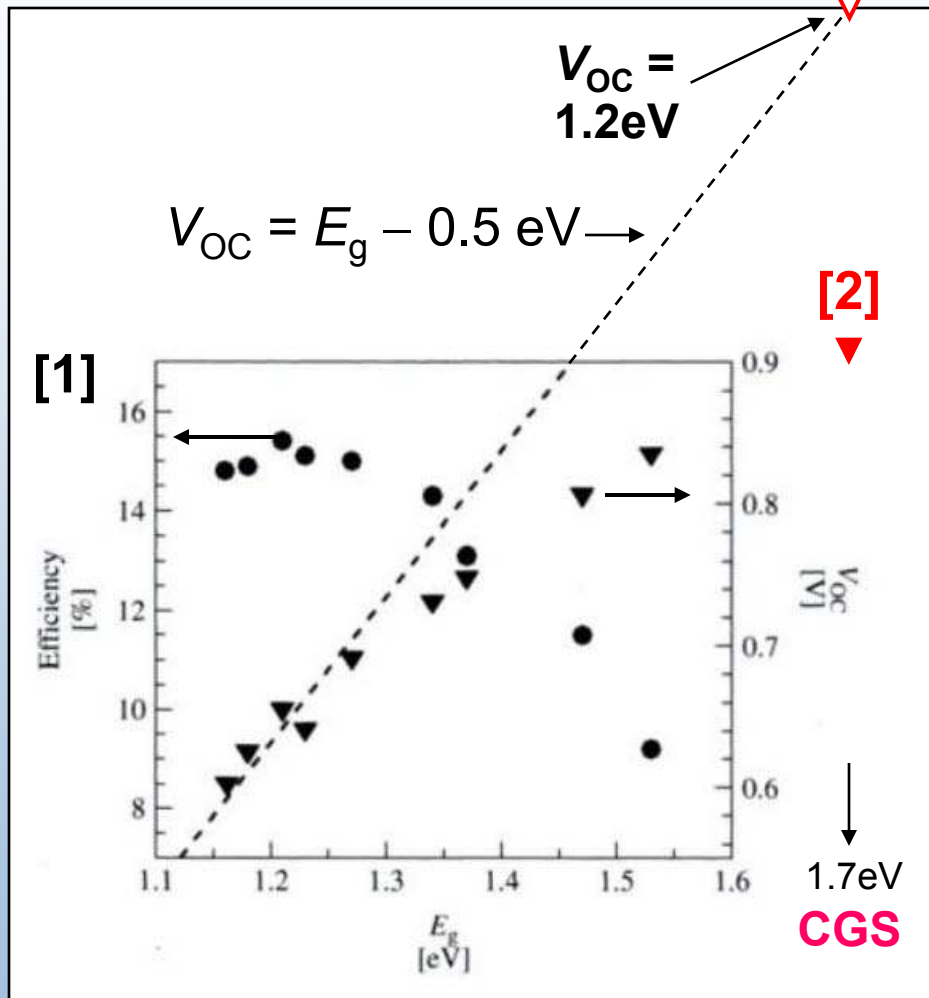 VOC =
1.2eV
VOC = Eg – 0.5 eV
[2]
[1]
16
14
12
10
8
Efficiency
[%]
0.9
0.8
0.7
0.6
VOC
[V]
1.1 1.2 1.3 1.4 1.5 1.6
Eg
[eV]
1.7eV
CGS